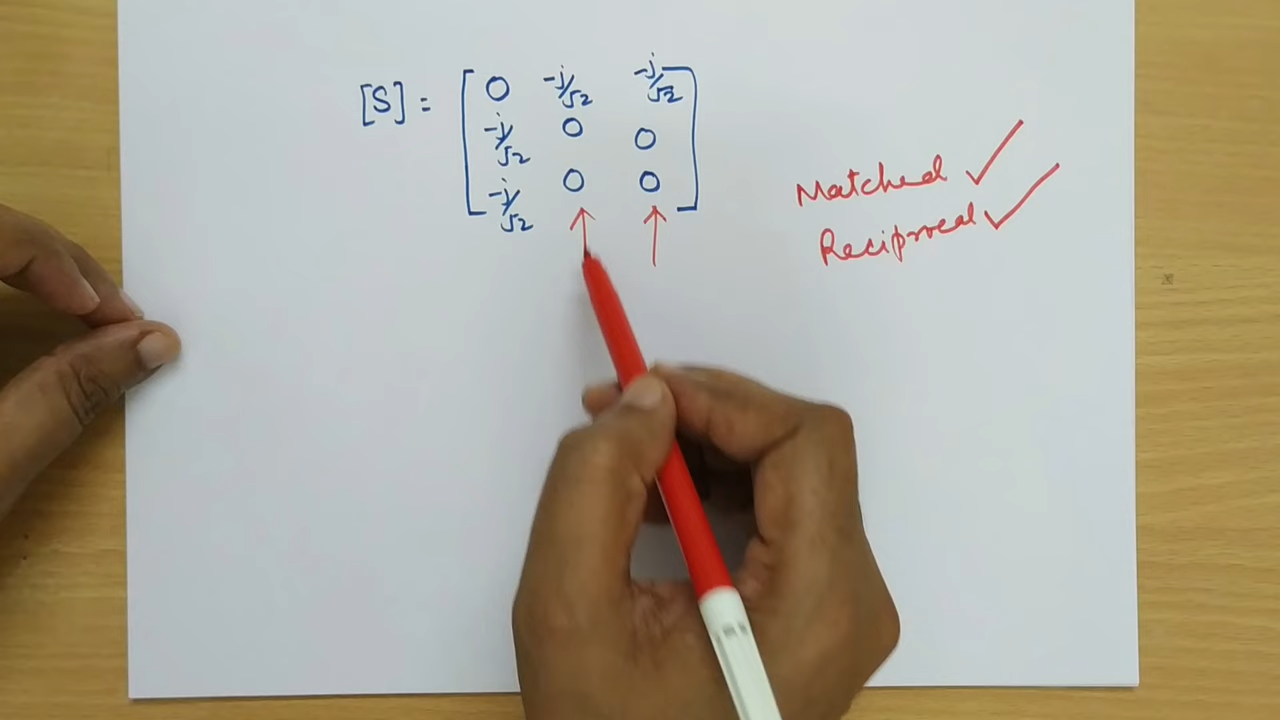 [S] = [ 0 -j/√2 -j/√2
-j/√2 0 0
-j/√2 0 0 ]
Matched ✓
Reciprocal ✓